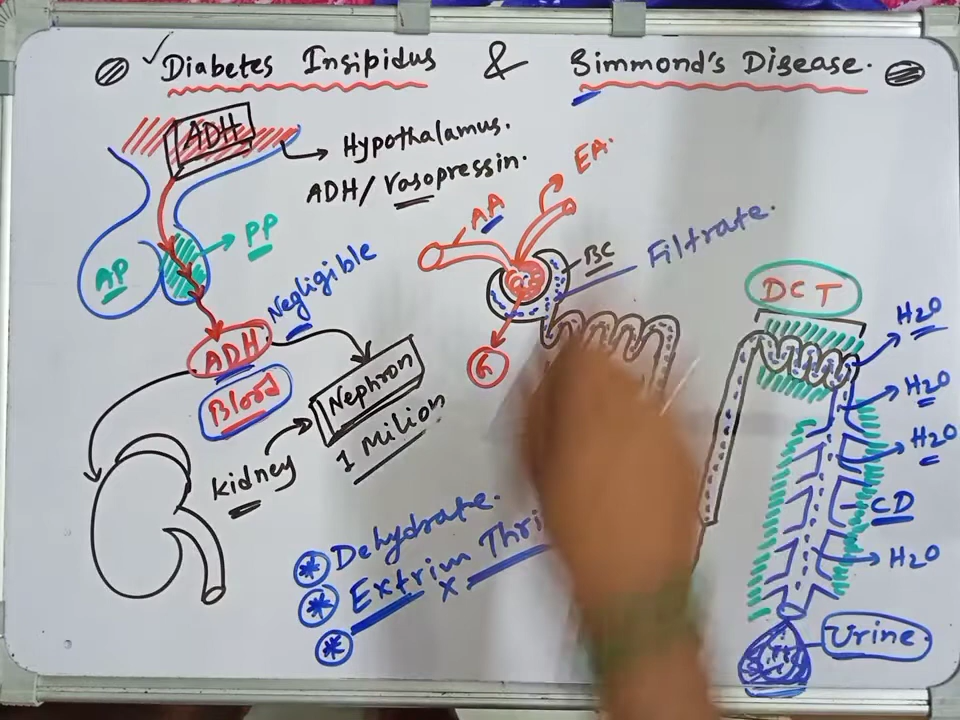 Diabetes Insipidus & Simmond's Disease.
ADH
Hypothalamus.
ADH/Vasopressin.
AP
PP
ADH
Negligible
Blood
Nephron
1 Milion
kidney
AA
EA.
BC
Filtrate.
G
DCT
H2O
H2O
H2O
CD
H2O
Urine
Dehydrate.
Extrim Thri
x